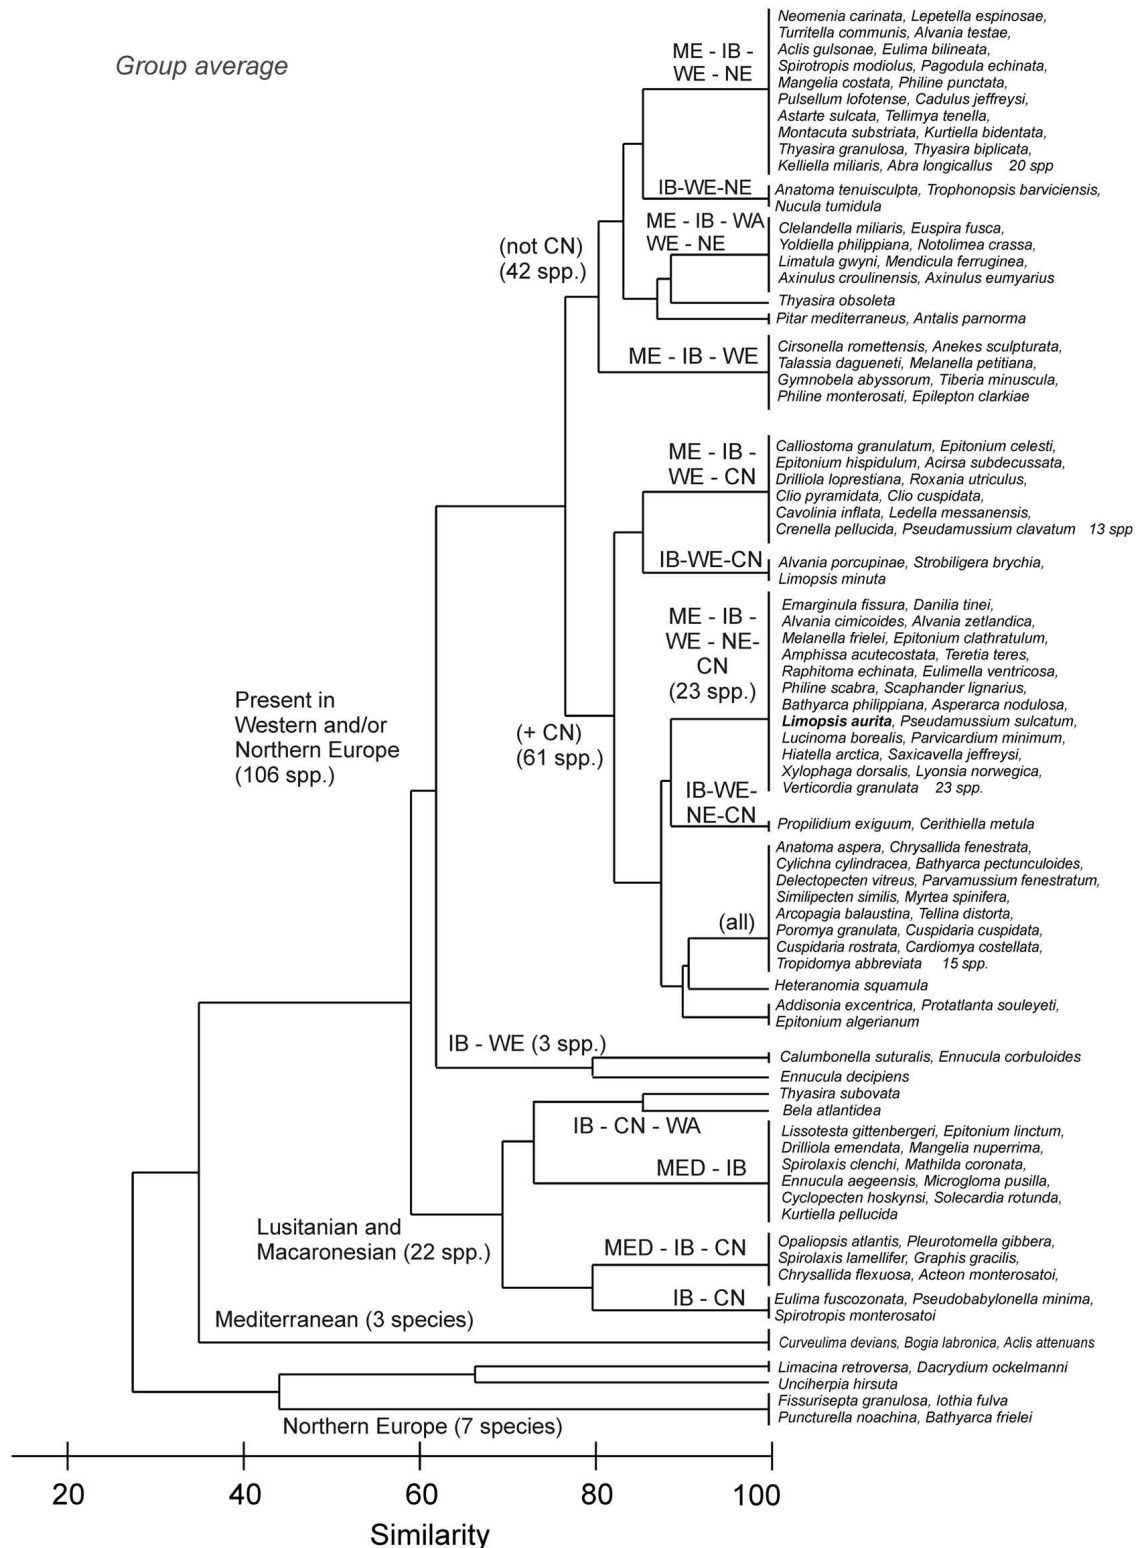 Group average
ME - IB -
WE - NE
Neomenia carinata, Lepetella espinosae,
Turritella communis, Alvania testae,
Aclis gulsonae, Eulima bilineata,
Spirotropis modiolus, Pagodula echinata,
Mangelia costata, Philine punctata,
Pulsellum lofotense, Cadulus jeffreysi,
Astarte sulcata, Tellimya tenella,
Montacuta substriata, Kurtiella bidentata,
Thyasira granulosa, Thyasira biplicata,
Kelliella miliaris, Abra longicallus 20 spp
IB-WE-NE
Anatoma tenuisculpta, Trophonopsis barviciensis,
Nucula tumidula
ME - IB - WA
WE - NE
Clelandella miliaris, Euspira fusca,
Yoldiella philippiana, Notolimea crassa,
Limatula gwyni, Mendicula ferruginea,
Axinulus croulinensis, Axinulus eumyarius
(not CN)
(42 spp.)
Thyasira obsoleta
Pitar mediterraneus, Antalis parnorma
ME - IB - WE
Cirsonella romettensis, Anekes sculpturata,
Talassia dagueneti, Melanella petitiana,
Gymnobela abyssorum, Tiberia minuscula,
Philine monterosati, Epilepton clarkiae
ME - IB -
WE - CN
Calliostoma granulatum, Epitonium celesti,
Epitonium hispidulum, Acirsa subdecussata,
Drilliola loprestiana, Roxania utriculus,
Clio pyramidata, Clio cuspidata,
Cavolinia inflata, Ledella messanensis,
Crenella pellucida, Pseudamussium clavatum 13 spp
IB-WE-CN
Alvania porcupinae, Strobiligera brychia,
Limopsis minuta
ME - IB -
WE - NE-
CN
(23 spp.)
Emarginula fissura, Danilia tinei,
Alvania cimicoides, Alvania zetlandica,
Melanella frielei, Epitonium clathratulum,
Amphissa acutecostata, Teretia teres,
Raphitoma echinata, Eulimella ventricosa,
Philine scabra, Scaphander lignarius,
Bathyarca philippiana, Asperarca nodulosa,
Limopsis aurita, Pseudamussium sulcatum,
Lucinoma borealis, Parvicardium minimum,
Hiatella arctica, Saxicavella jeffreysi,
Xylophaga dorsalis, Lyonsia norwegica,
Verticordia granulata 23 spp.
Present in
Western and/or
Northern Europe
(106 spp.)
(+ CN)
(61 spp.)
IB-WE-
NE-CN
Propilidium exiguum, Cerithiella metula
(all)
Anatoma aspera, Chrysallida fenestrata,
Cylichna cylindracea, Bathyarca pectunculoides,
Delectopecten vitreus, Parvamussium fenestratum,
Similipecten similis, Myrtea spinifera,
Arcopagia balaustina, Tellina distorta,
Poromya granulata, Cuspidaria cuspidata,
Cuspidaria rostrata, Cardiomya costellata,
Tropidomya abbreviata 15 spp.
Heteranomia squamula
Addisonia excentrica, Protatlanta souleyeti,
Epitonium algerianum
IB - WE (3 spp.)
Calumbonella suturalis, Ennucula corbuloides
Ennucula decipiens
Thyasira subovata
Bela atlantidea
IB - CN - WA
MED - IB
Lissotesta gittenbergeri, Epitonium linctum,
Drilliola emendata, Mangelia nuperrima,
Spirolaxis clenchi, Mathilda coronata,
Ennucula aegeensis, Microgloma pusilla,
Cyclopecten hoskynsi, Solecardia rotunda,
Kurtiella pellucida
Lusitanian and
Macaronesian (22 spp.)
MED - IB - CN
Opaliopsis atlantis, Pleurotomella gibbera,
Spirolaxis lamellifer, Graphis gracilis,
Chrysallida flexuosa, Acteon monterosatoi,
IB - CN
Eulima fuscozonata, Pseudobabylonella minima,
Spirotropis monterosatoi
Mediterranean (3 species)
Curveulima devians, Bogia labronica, Aclis attenuans
Limacina retroversa, Dacrydium ockelmanni
Unciherpia hirsuta
Fissurisepta granulosa, Iothia fulva
Puncturella noachina, Bathyarca frielei
Northern Europe (7 species)
20 40 60 80 100
Similarity